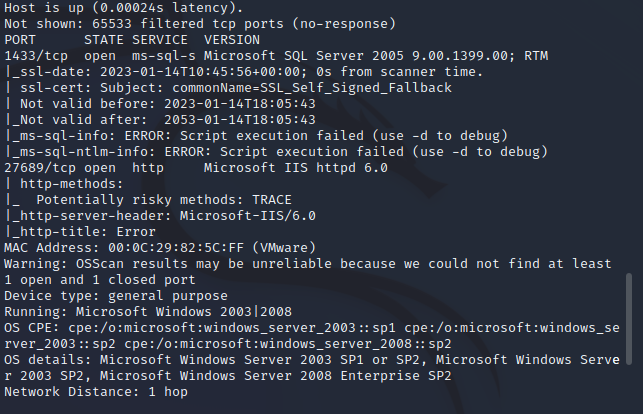 Host is up (0.00024s latency).
Not shown: 65533 filtered tcp ports (no-response)
PORT      STATE SERVICE  VERSION
1433/tcp  open  ms-sql-s Microsoft SQL Server 2005 9.00.1399.00; RTM
|_ssl-date: 2023-01-14T10:45:56+00:00; 0s from scanner time.
| ssl-cert: Subject: commonName=SSL_Self_Signed_Fallback
| Not valid before: 2023-01-14T18:05:43
|_Not valid after:  2053-01-14T18:05:43
|_ms-sql-info: ERROR: Script execution failed (use -d to debug)
|_ms-sql-ntlm-info: ERROR: Script execution failed (use -d to debug)
27689/tcp open  http     Microsoft IIS httpd 6.0
| http-methods:
|_  Potentially risky methods: TRACE
|_http-server-header: Microsoft-IIS/6.0
|_http-title: Error
MAC Address: 00:0C:29:82:5C:FF (VMware)
Warning: OSScan results may be unreliable because we could not find at least
1 open and 1 closed port
Device type: general purpose
Running: Microsoft Windows 2003|2008
OS CPE: cpe:/o:microsoft:windows_server_2003::sp1 cpe:/o:microsoft:windows_se
rver_2003::sp2 cpe:/o:microsoft:windows_server_2008::sp2
OS details: Microsoft Windows Server 2003 SP1 or SP2, Microsoft Windows Serve
r 2003 SP2, Microsoft Windows Server 2008 Enterprise SP2
Network Distance: 1 hop